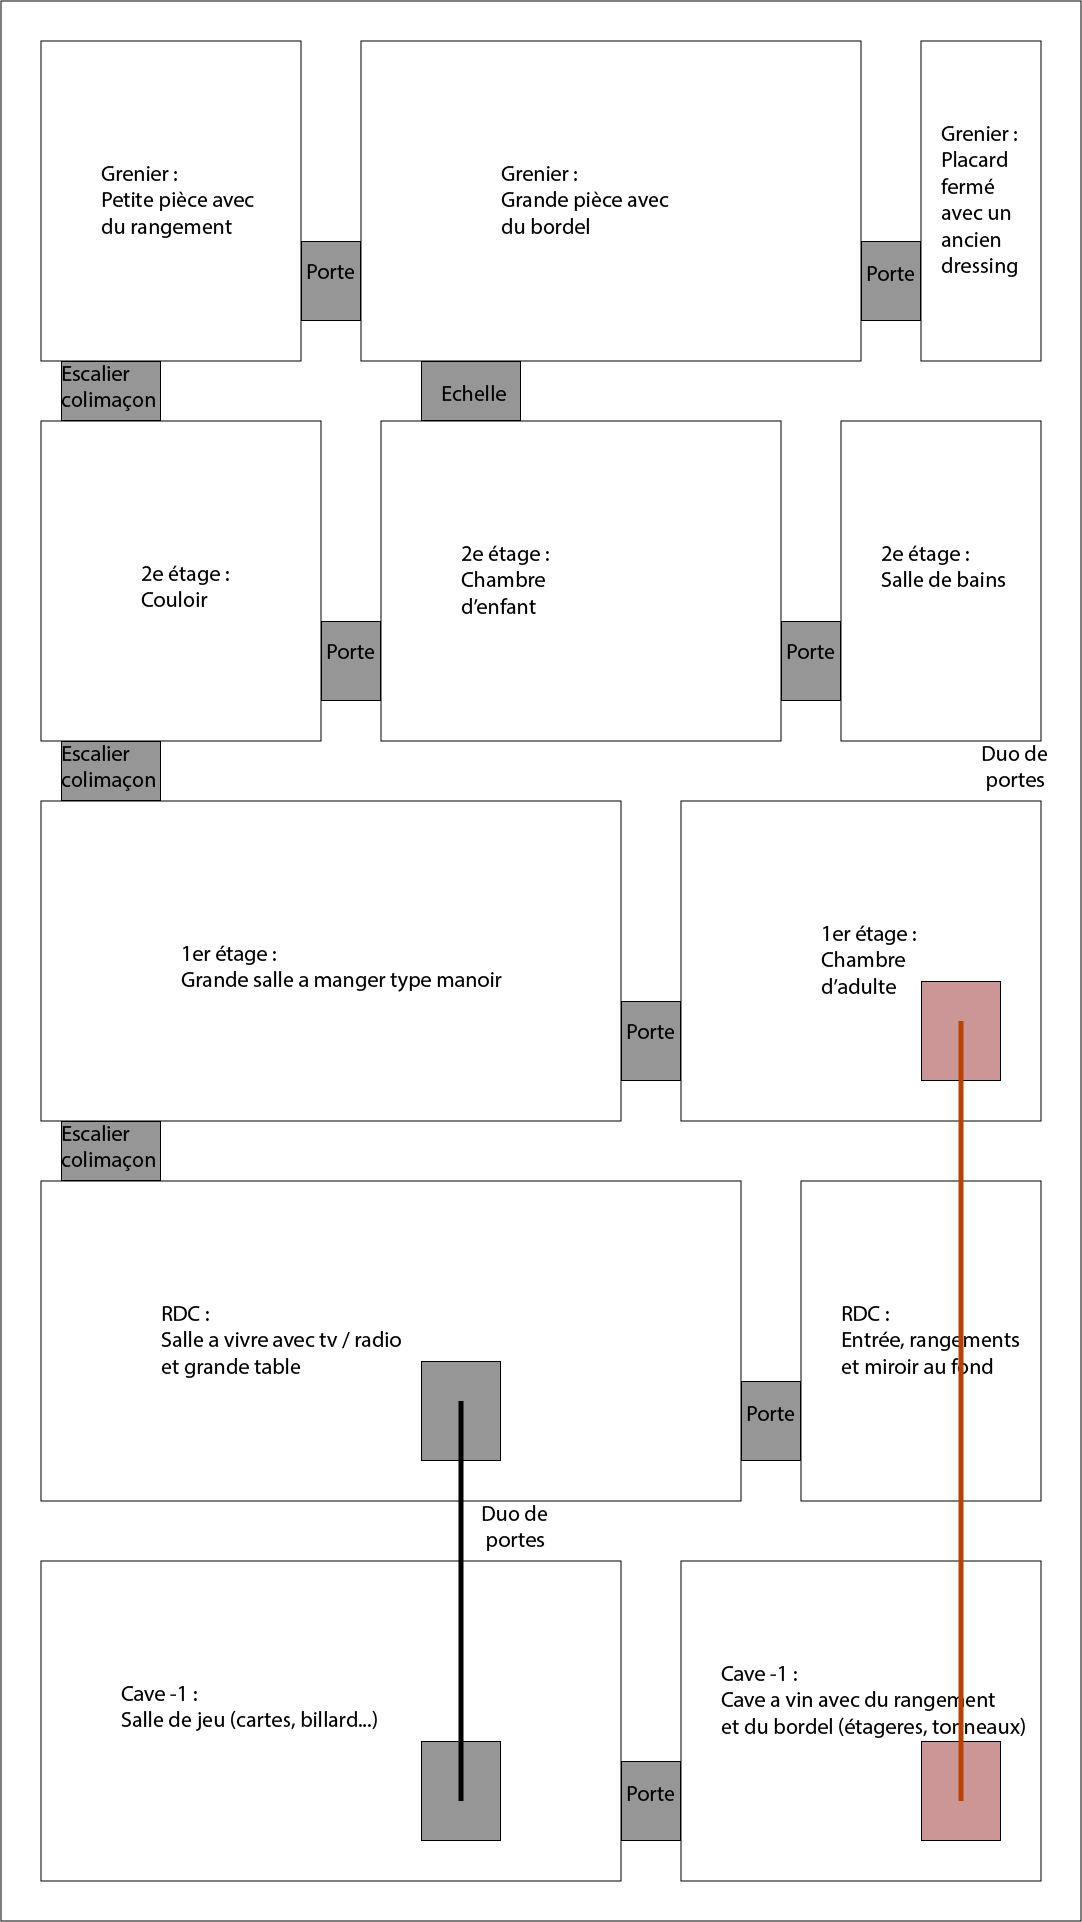 Grenier :
Petite pièce avec
du rangement
Porte
Grenier :
Grande pièce avec
du bordel
Porte
Grenier :
Placard
fermé
avec un
ancien
dressing
Escalier
colimaçon
Echelle
2e étage :
Couloir
Porte
2e étage :
Chambre
d’enfant
Porte
2e étage :
Salle de bains
Escalier
colimaçon
Duo de
portes
1er étage :
Grande salle a manger type manoir
Porte
1er étage :
Chambre
d’adulte
Escalier
colimaçon
RDC :
Salle a vivre avec tv / radio
et grande table
Porte
RDC :
Entrée, rangements
et miroir au fond
Duo de
portes
Cave -1 :
Salle de jeu (cartes, billard...)
Porte
Cave -1 :
Cave a vin avec du rangement
et du bordel (étageres, tonneaux)